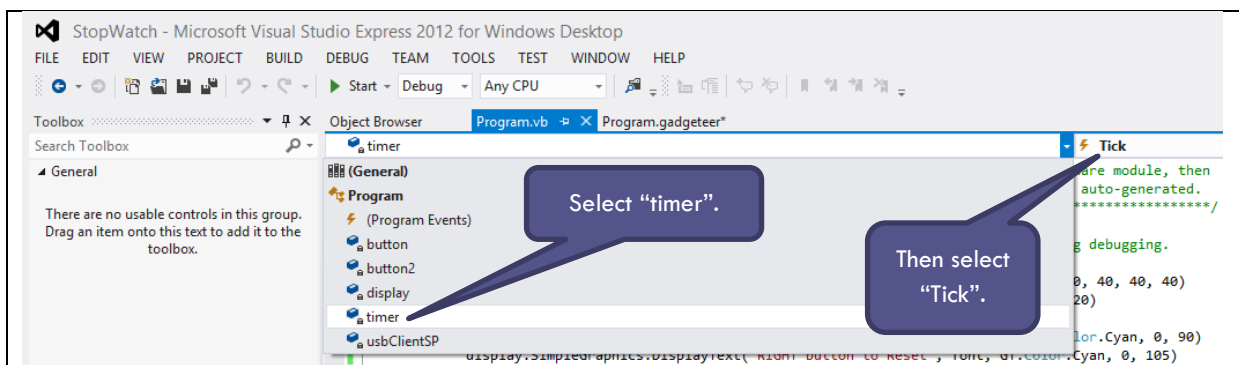 StopWatch - Microsoft Visual Studio Express 2012 for Windows Desktop
FILE EDIT VIEW PROJECT BUILD DEBUG TEAM TOOLS TEST WINDOW HELP
Start Debug Any CPU
Toolbox
Object Browser Program.vb Program.gadgeteer*
Search Toolbox
timer
Tick
General
There are no usable controls in this group.
Drag an item onto this text to add it to the
toolbox.
(General)
Program
(Program Events)
button
button2
display
timer
usbClientSP
Select “timer”.
Then select
“Tick”.
are module, then
auto-generated.
*****************/
g debugging.
0, 40, 40, 40)
20)
lor.Cyan, 0, 90)
display.SimpleGraphics.DisplayText("RIGHT button to Reset", font, GT.Color.Cyan, 0, 105)